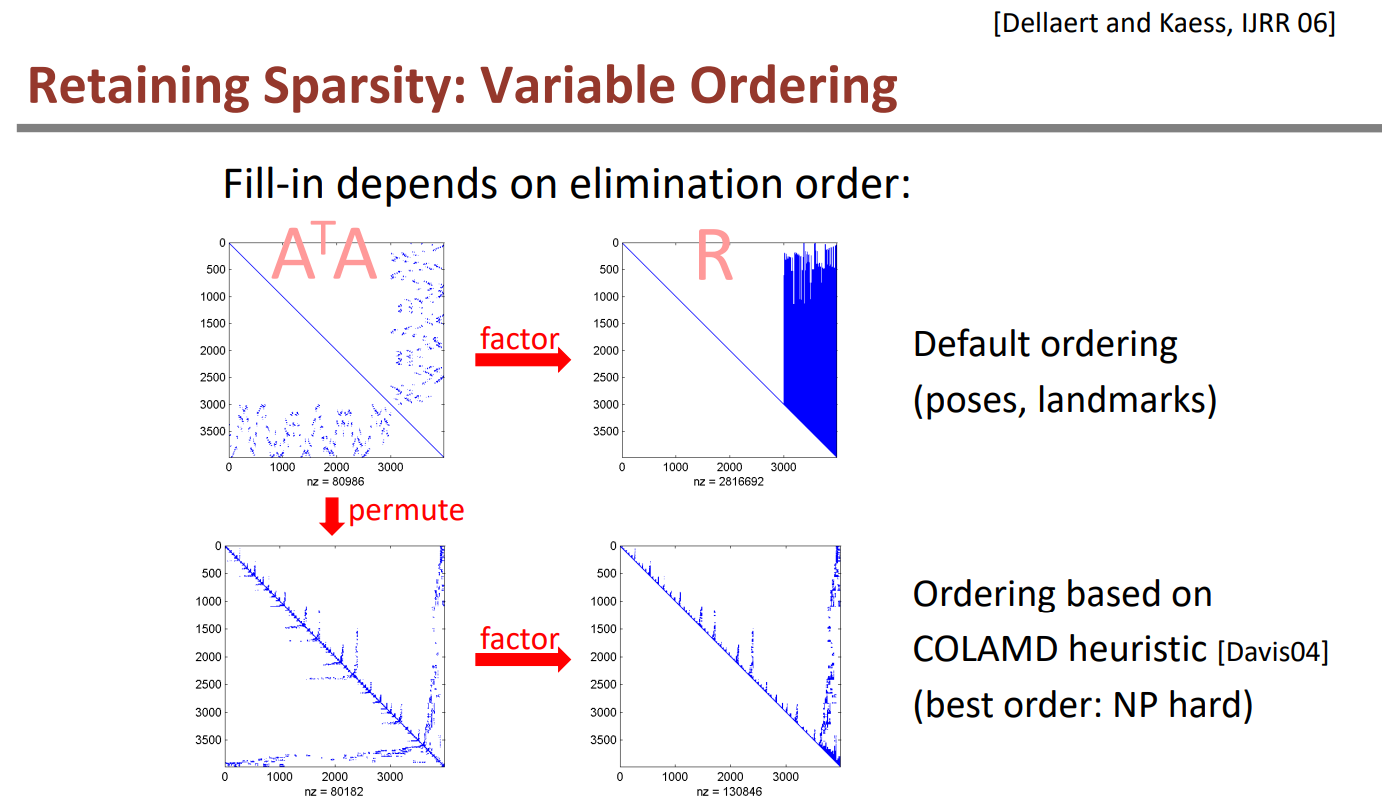 [Dellaert and Kaess, IJRR 06]
Retaining Sparsity: Variable Ordering
Fill-in depends on elimination order:
AᵀA
0
500
1000
1500
2000
2500
3000
3500
0 1000 2000 3000
nz = 80986
factor
R
0
500
1000
1500
2000
2500
3000
3500
0 1000 2000 3000
nz = 2816692
Default ordering
(poses, landmarks)
permute
0
500
1000
1500
2000
2500
3000
3500
0 1000 2000 3000
nz = 80182
factor
0
500
1000
1500
2000
2500
3000
3500
0 1000 2000 3000
nz = 130846
Ordering based on
COLAMD heuristic [Davis04]
(best order: NP hard)